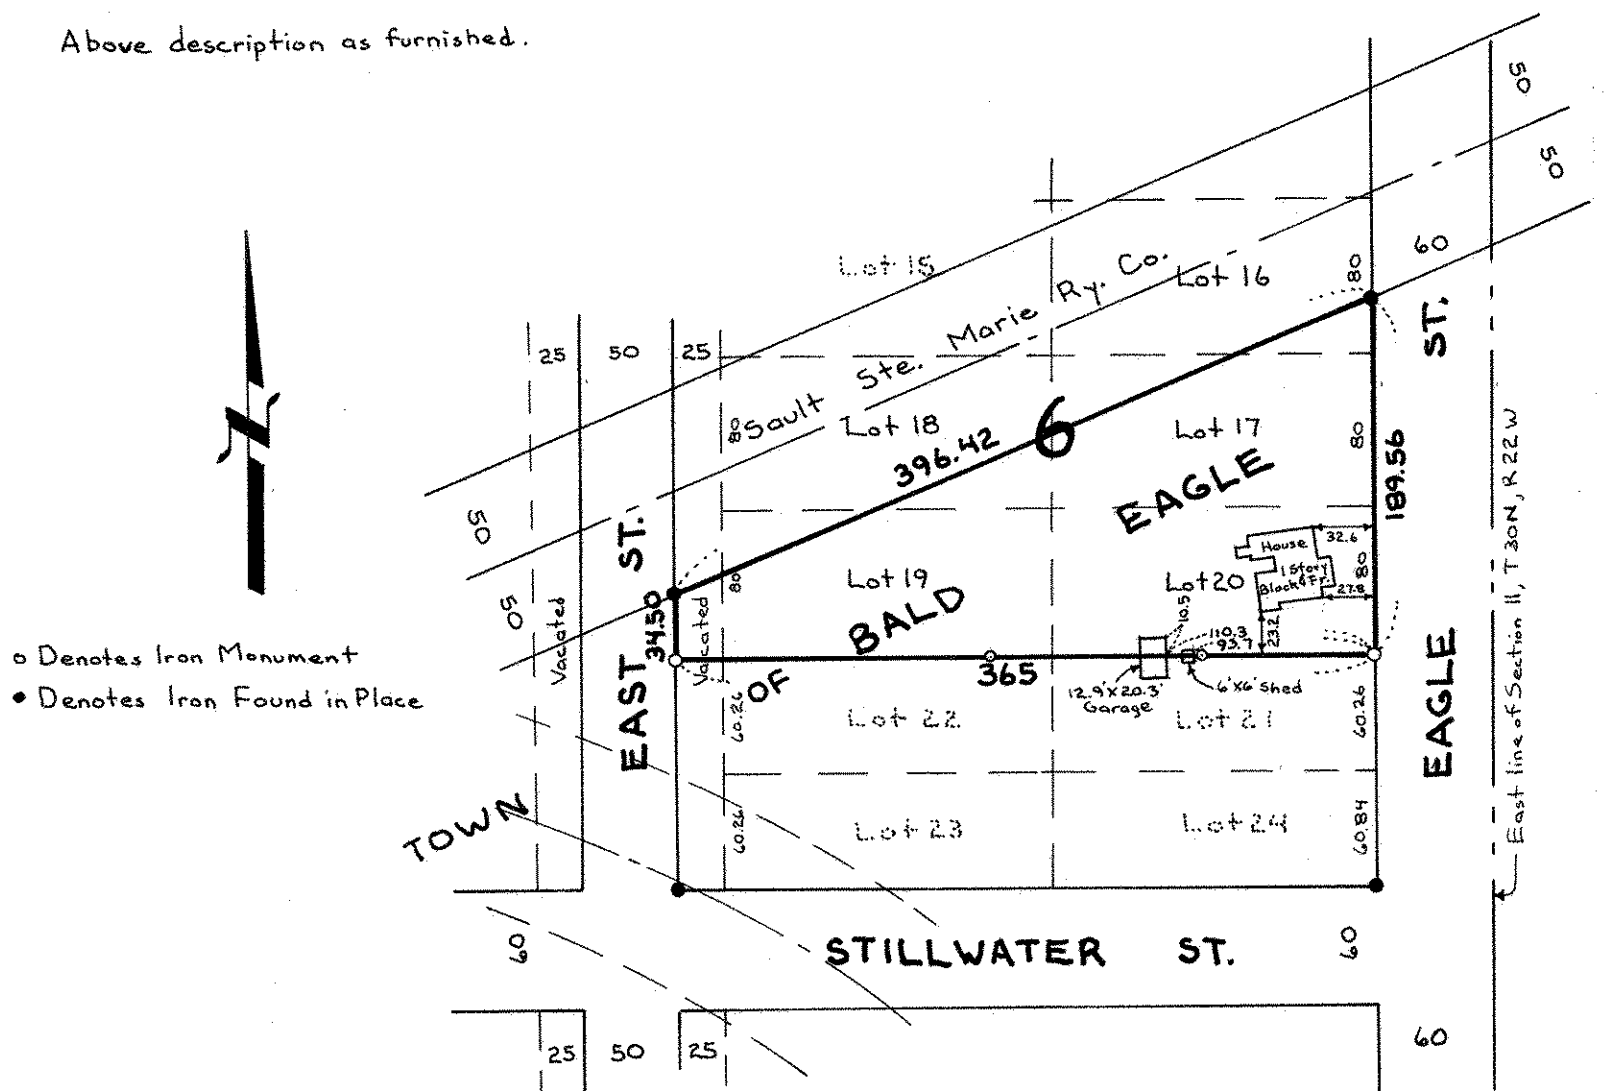 Above description as furnished.
50
50
60
80
Lot 15
Lot 16
Sault Ste. Marie Ry. Co.
ST.
25
50
25
80
Lot 18
6
Lot 17
80
396.42
EAGLE
189.56
50
ST.
32.6
House
1 Story
Block & Fr.
80
27.8
Lot 19
80
Lot 20
BALD
50
Vacated
34.50
Vacated
10.5
110.3
93.7
23.2
East line of Section 11, T30N, R22W
o Denotes Iron Monument
● Denotes Iron Found in Place
EAST
OF
365
12.9'X20.3'
Garage
6'X6' Shed
EAGLE
60.26
Lot 22
Lot 21
60.26
TOWN
60.26
Lot 23
Lot 24
60.84
60
STILLWATER ST.
60
25
50
25
60